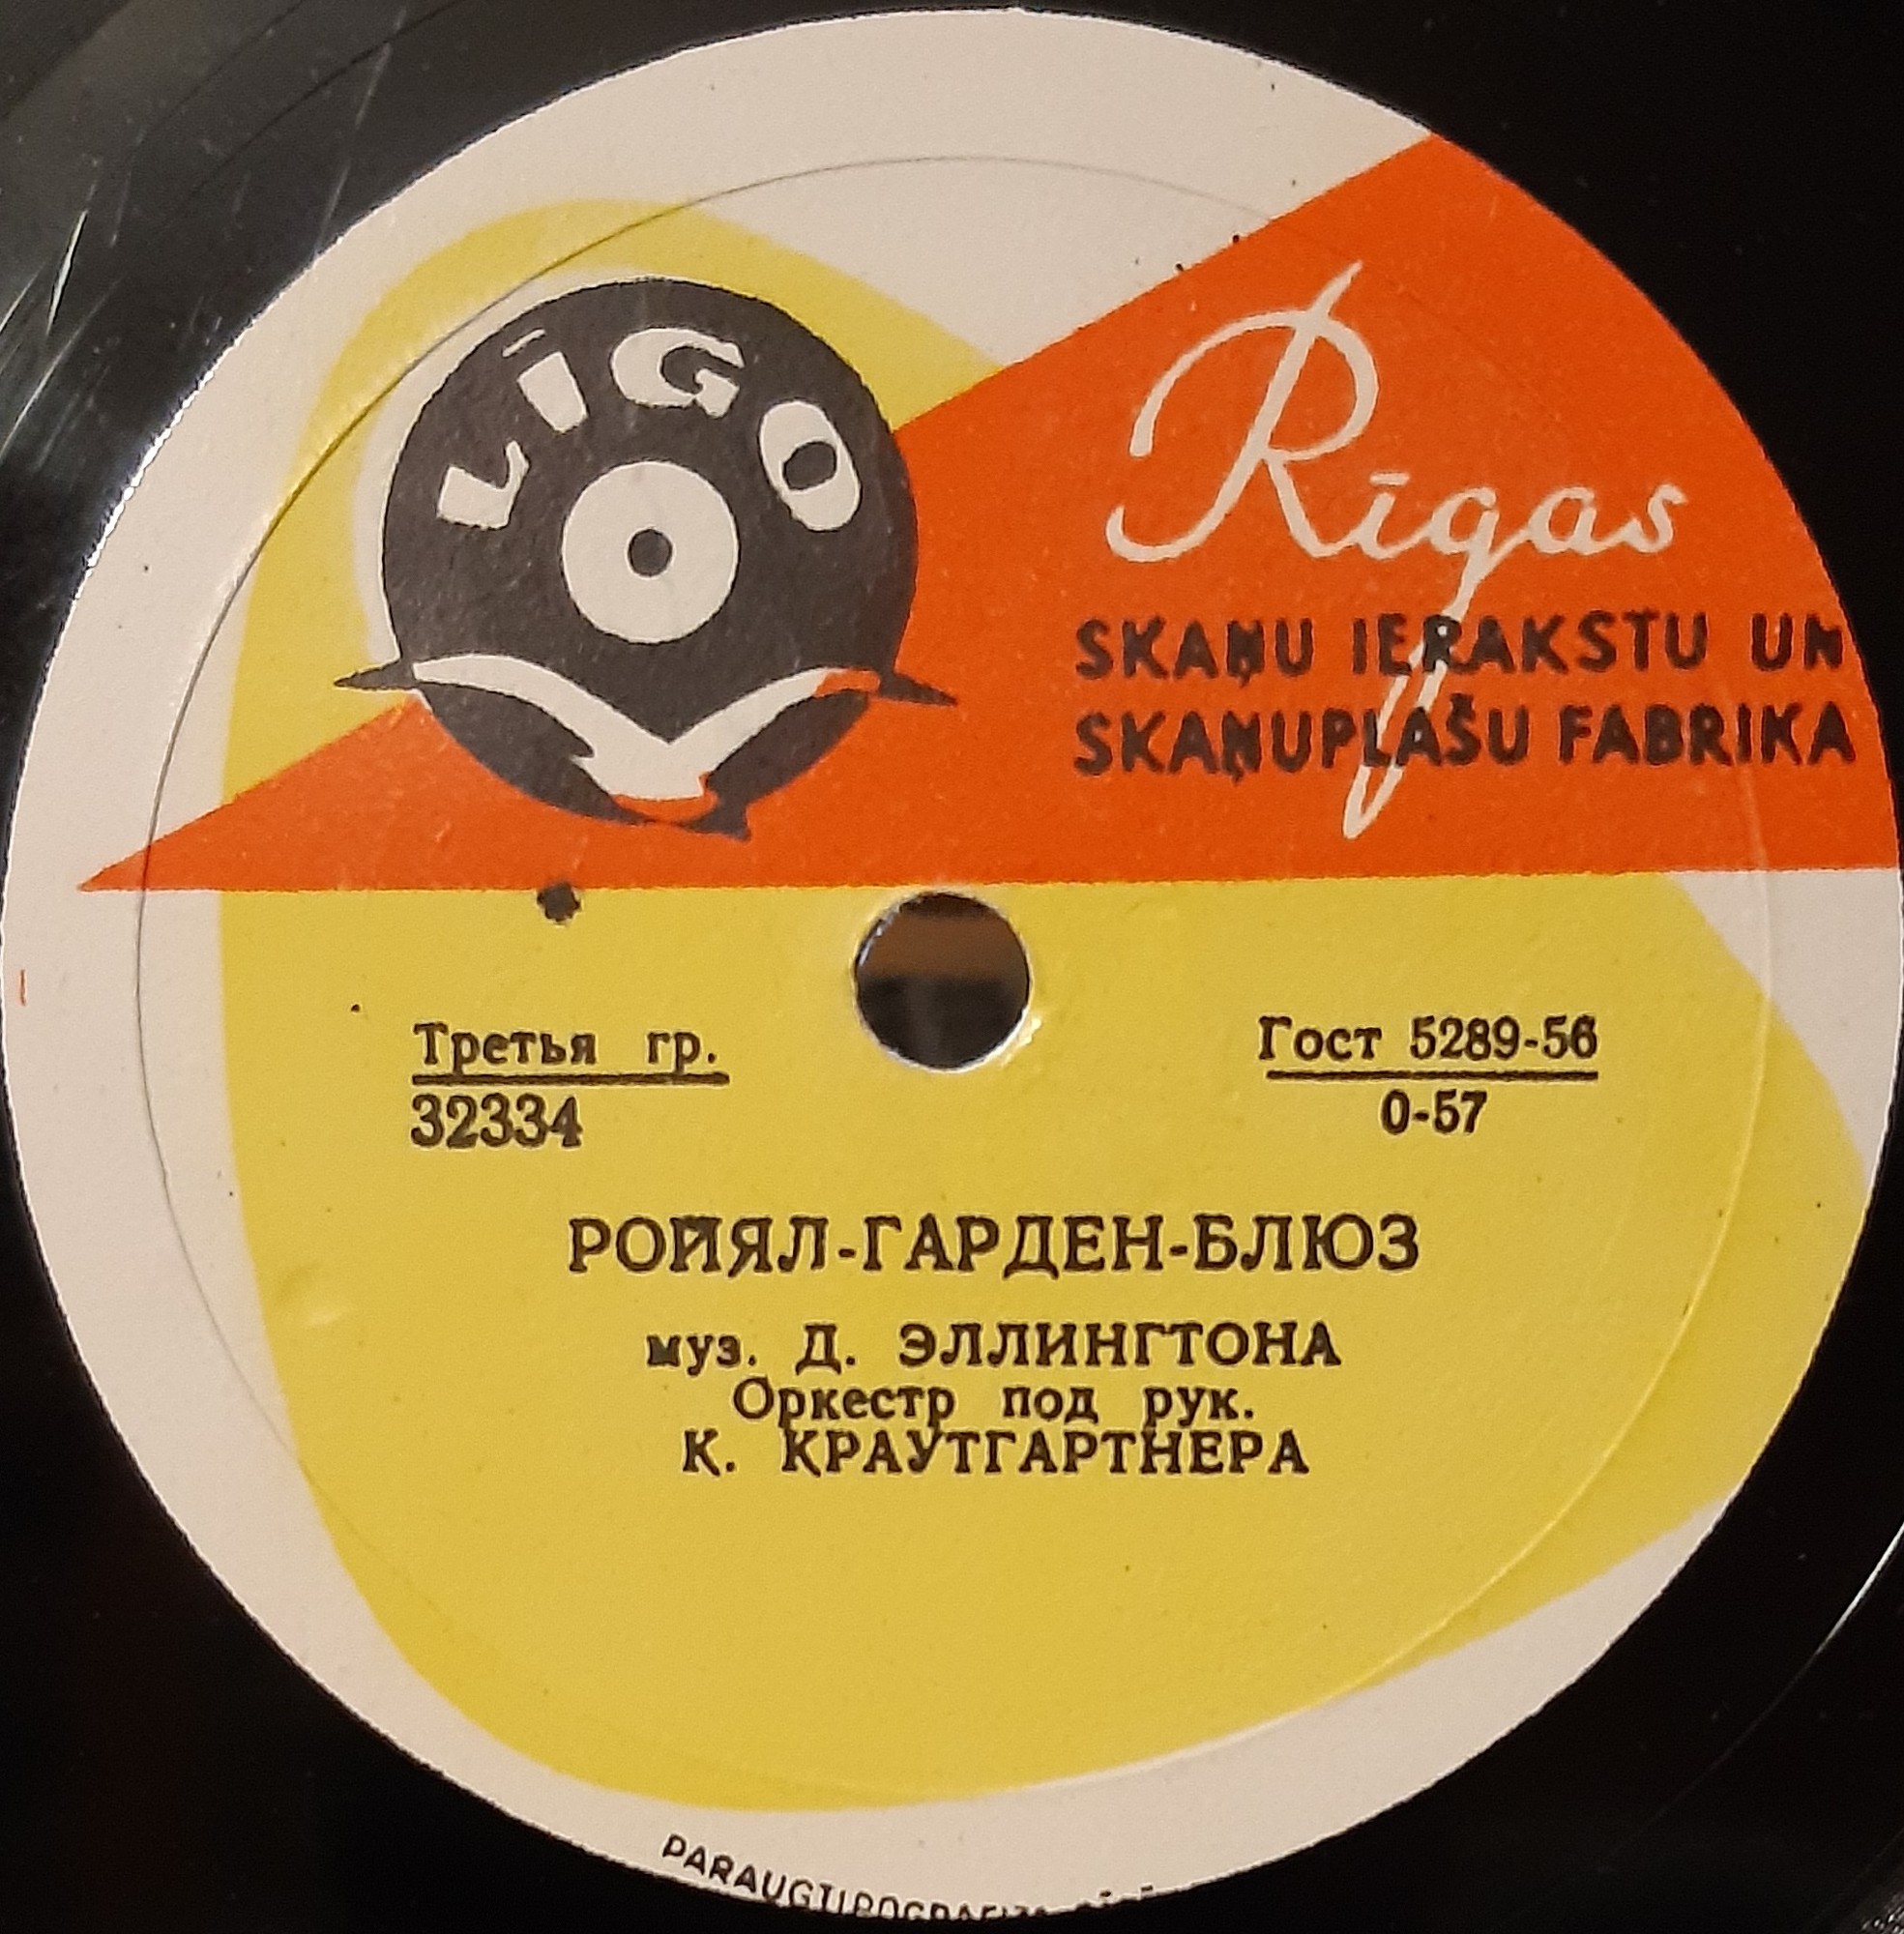 LĪGO
Rīgas
SKAŅU IERAKSTU UN
SKAŅUPLAŠU FABRIKA
Третья гр.
32334
Гост 5289-56
0-57
РОЙЯЛ-ГАРДЕН-БЛЮЗ
муз. Д. ЭЛЛИНГТОНА
Оркестр под рук.
К. КРАУТГАРТНЕРА